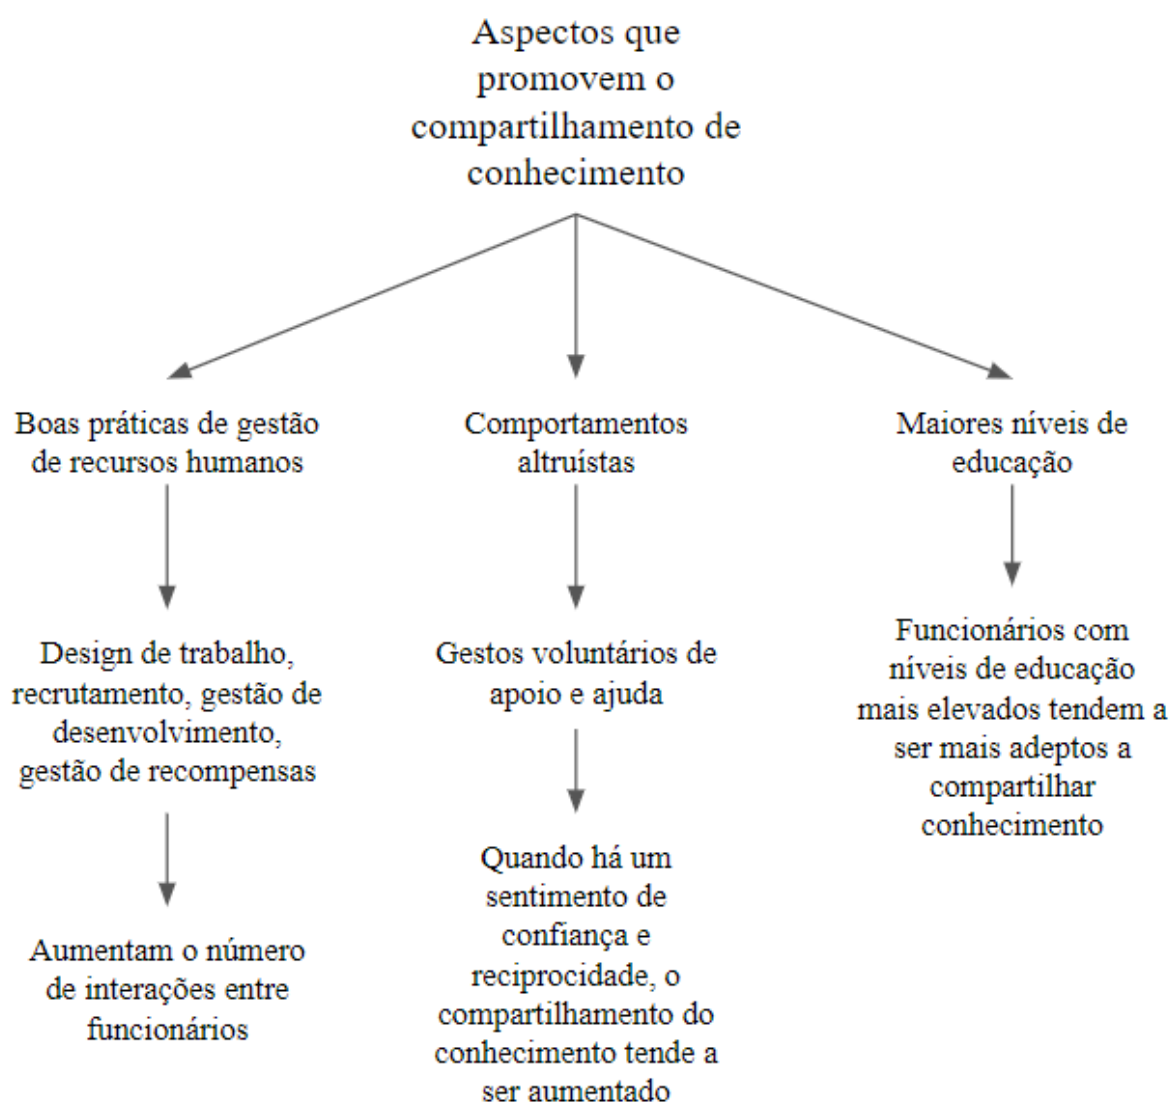 Aspectos que
promovem o
compartilhamento de
conhecimento
Boas práticas de gestão
de recursos humanos
Design de trabalho,
recrutamento, gestão de
desenvolvimento,
gestão de recompensas
Aumentam o número
de interações entre
funcionários
Comportamentos
altruístas
Gestos voluntários de
apoio e ajuda
Quando há um
sentimento de
confiança e
reciprocidade, o
compartilhamento do
conhecimento tende a
ser aumentado
Maiores níveis de
educação
Funcionários com
níveis de educação
mais elevados tendem a
ser mais adeptos a
compartilhar
conhecimento